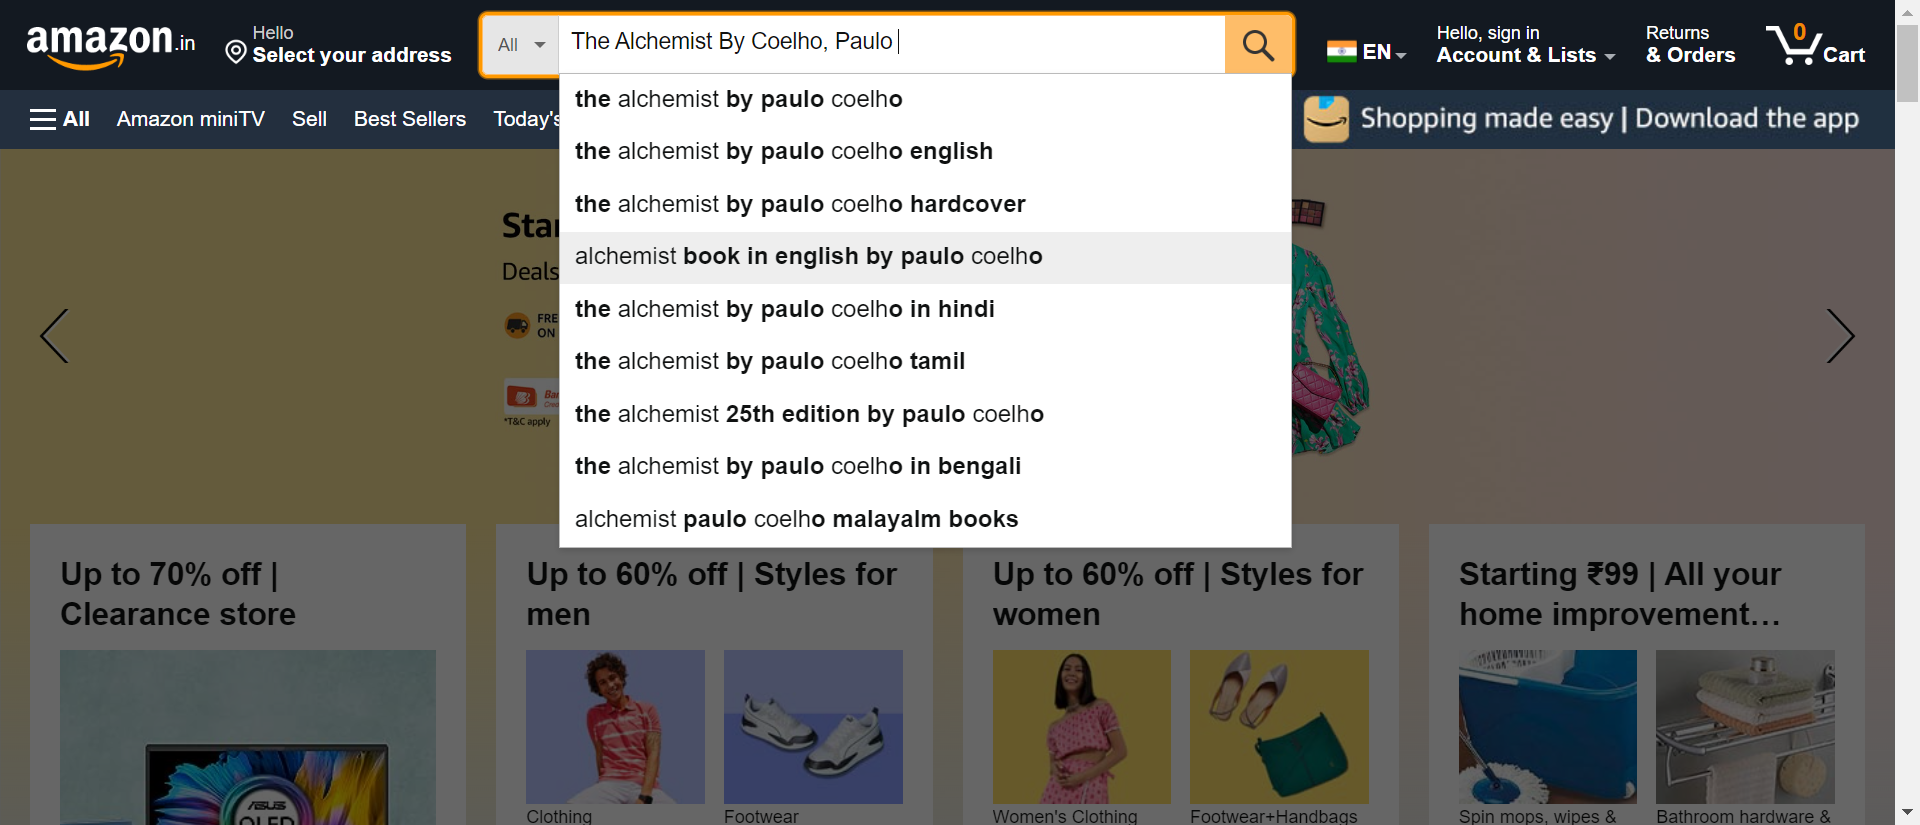 amazon.in
Hello
Select your address
All
The Alchemist By Coelho, Paulo
EN
Hello, sign in
Account & Lists
Returns
& Orders
0
Cart
All
Amazon miniTV
Sell
Best Sellers
Today's
Shopping made easy | Download the app
the alchemist by paulo coelho
the alchemist by paulo coelho english
the alchemist by paulo coelho hardcover
alchemist book in english by paulo coelho
the alchemist by paulo coelho in hindi
the alchemist by paulo coelho tamil
the alchemist 25th edition by paulo coelho
the alchemist by paulo coelho in bengali
alchemist paulo coelho malayalm books
Deals
FRE
ON
*T&C apply
Up to 70% off |
Clearance store
ASUS
OLED
Up to 60% off | Styles for
men
Clothing
Footwear
Up to 60% off | Styles for
women
Women's Clothing
Footwear+Handbags
Starting ₹99 | All your
home improvement…
Spin mops, wipes &
Bathroom hardware &